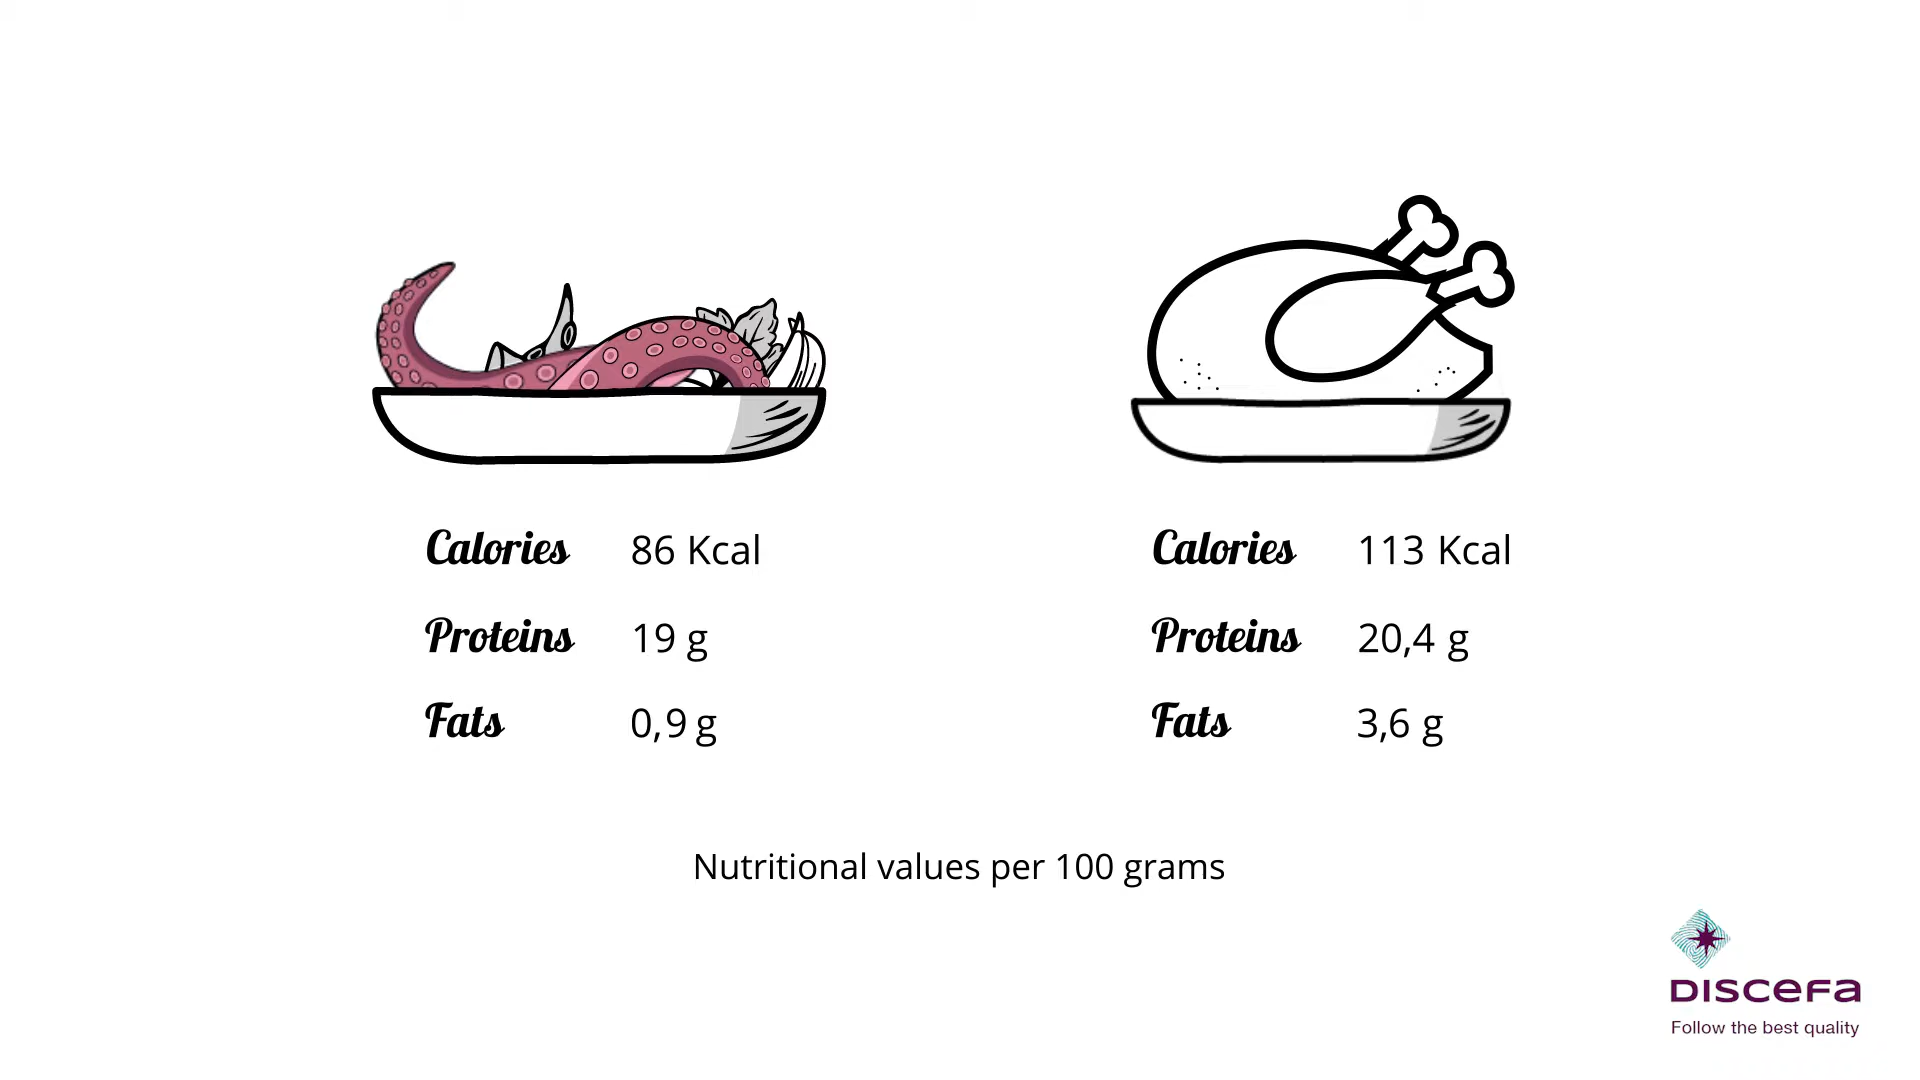 Calories 86 Kcal
Proteins 19 g
Fats 0,9 g
Calories 113 Kcal
Proteins 20,4 g
Fats 3,6 g
Nutritional values per 100 grams
DISCEFA
Follow the best quality